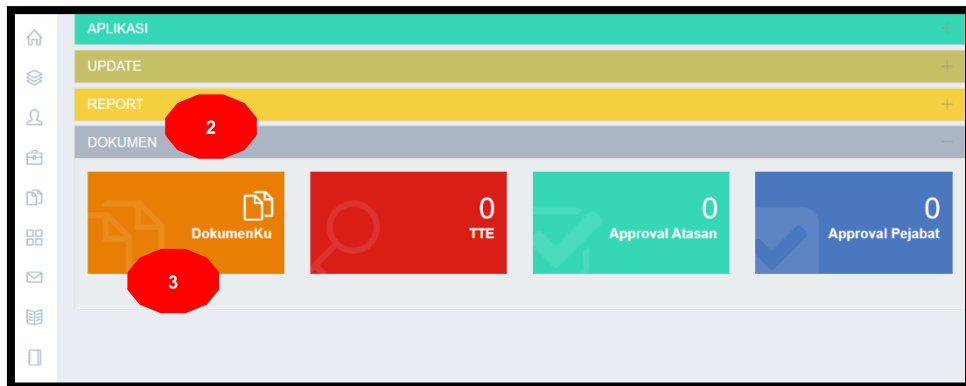 APLIKASI
UPDATE
REPORT
2
DOKUMEN
DokumenKu
0
TTE
0
Approval Atasan
0
Approval Pejabat
3